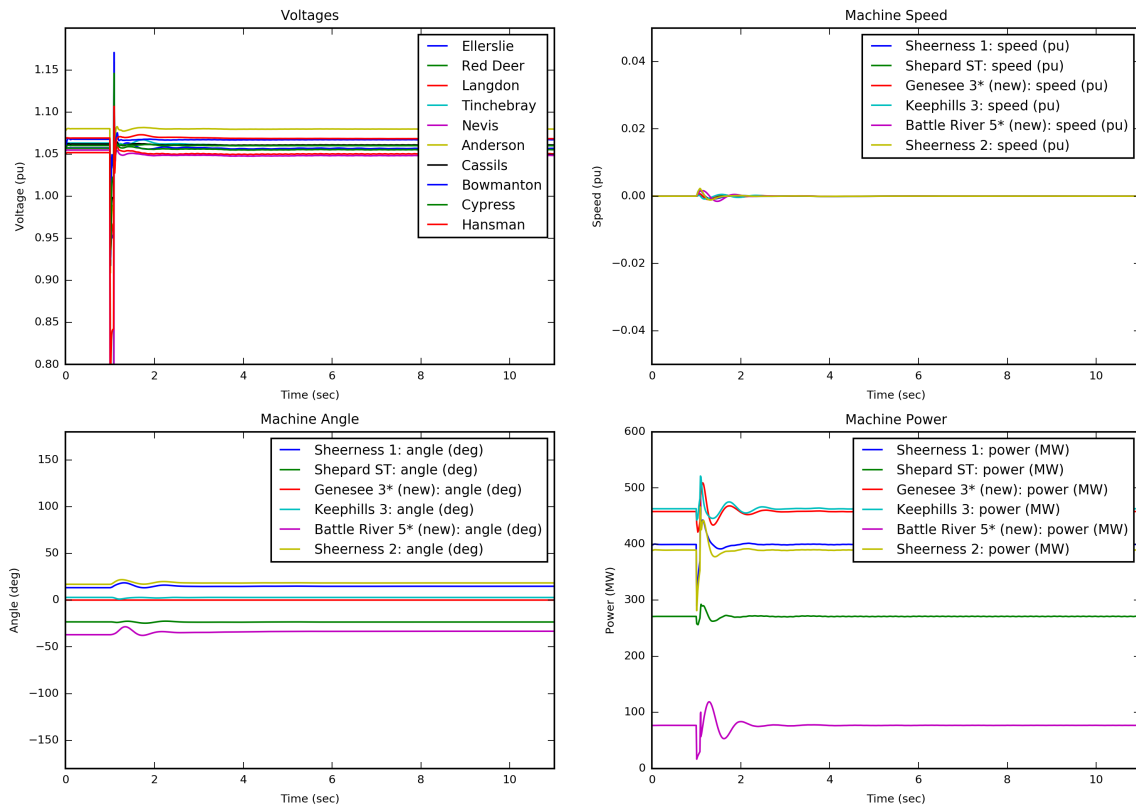 Voltages
Voltage (pu)
1.15
1.10
1.05
1.00
0.95
0.90
0.85
0.80
Ellerslie
Red Deer
Langdon
Tinchebray
Nevis
Anderson
Cassils
Bowmanton
Cypress
Hansman
0 2 4 6 8 10
Time (sec)
Machine Speed
Speed (pu)
0.04
0.02
0.00
−0.02
−0.04
Sheerness 1: speed (pu)
Shepard ST: speed (pu)
Genesee 3* (new): speed (pu)
Keephills 3: speed (pu)
Battle River 5* (new): speed (pu)
Sheerness 2: speed (pu)
0 2 4 6 8 10
Time (sec)
Machine Angle
Angle (deg)
150
100
50
0
−50
−100
−150
Sheerness 1: angle (deg)
Shepard ST: angle (deg)
Genesee 3* (new): angle (deg)
Keephills 3: angle (deg)
Battle River 5* (new): angle (deg)
Sheerness 2: angle (deg)
0 2 4 6 8 10
Time (sec)
Machine Power
Power (MW)
600
500
400
300
200
100
0
Sheerness 1: power (MW)
Shepard ST: power (MW)
Genesee 3* (new): power (MW)
Keephills 3: power (MW)
Battle River 5* (new): power (MW)
Sheerness 2: power (MW)
0 2 4 6 8 10
Time (sec)